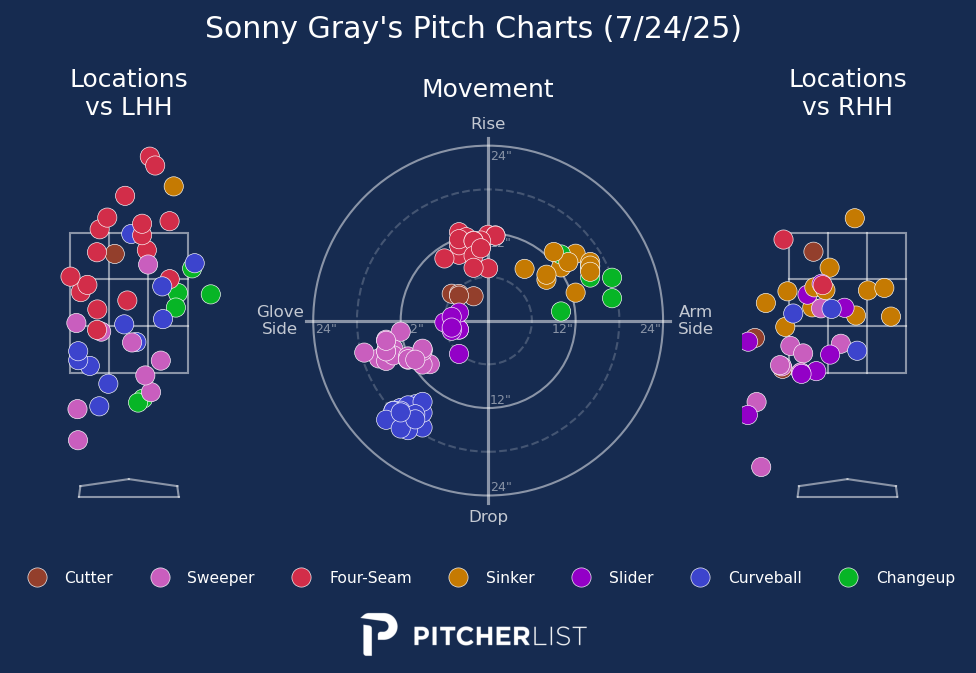 Sonny Gray's Pitch Charts (7/24/25)
Locations
vs LHH
Movement
Locations
vs RHH
Rise
24"
12"
Glove
Side
24"
12"
12"
24"
Arm
Side
12"
24"
Drop
Cutter
Sweeper
Four-Seam
Sinker
Slider
Curveball
Changeup
PITCHERLIST